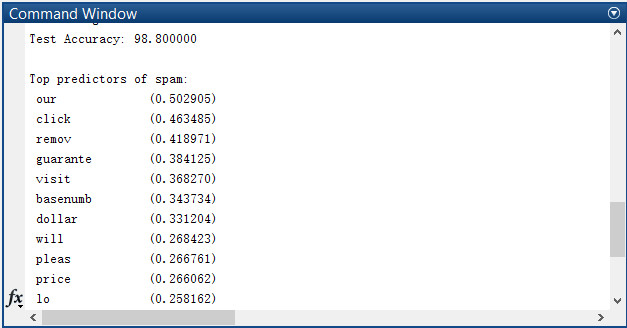 Command Window
Test Accuracy: 98.800000
Top predictors of spam:
our (0.502905)
click (0.463485)
remov (0.418971)
guarante (0.384125)
visit (0.368270)
basenumb (0.343734)
dollar (0.331204)
will (0.268423)
pleas (0.266761)
price (0.266062)
lo (0.258162)
fx